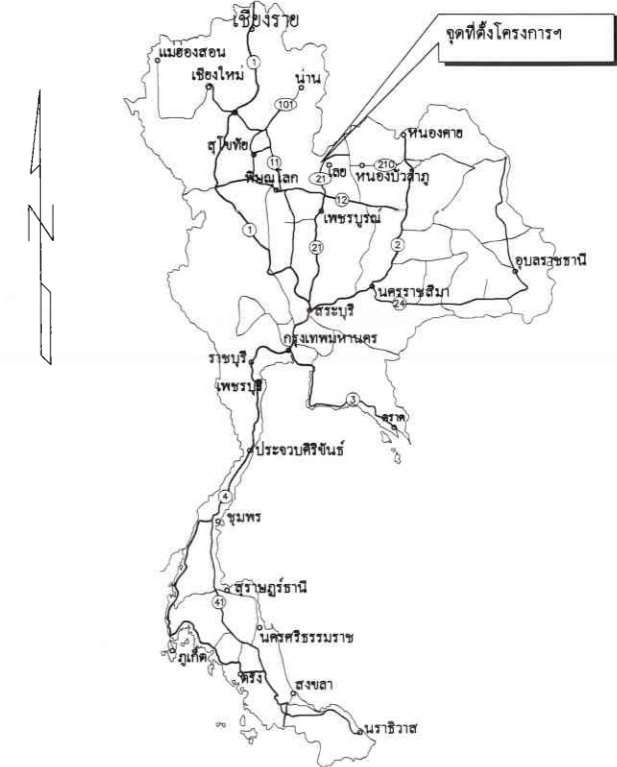 เชียงราย
จุดที่ตั้งโครงการฯ
แม่ฮ่องสอน
1
เชียงใหม่
น่าน
101
หนองคาย
สุโขทัย
11
เลย
210
21
หนองบัวลำภู
พิษณุโลก
12
เพชรบูรณ์
1
21
2
อุบลราชธานี
นครราชสีมา
24
สระบุรี
กรุงเทพมหานคร
ราชบุรี
เพชรบุรี
3
ตราด
ประจวบคิริขันธ์
4
ชุมพร
สุราษฎร์ธานี
41
นครศรีธรรมราช
ภูเก็ต
ตรัง
สงขลา
นราธิวาส